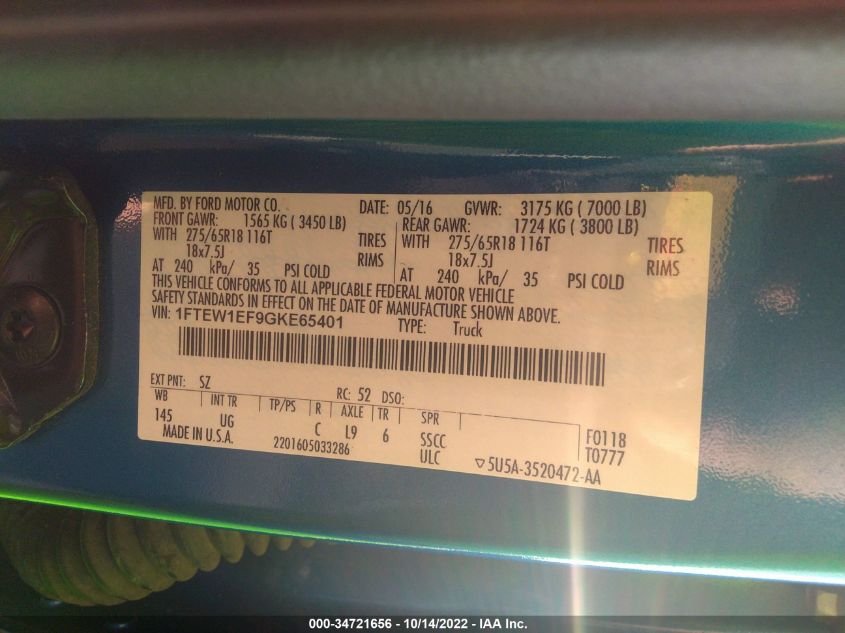 MFD. BY FORD MOTOR CO. DATE: 05/16 GVWR: 3175 KG ( 7000 LB)
FRONT GAWR: 1565 KG ( 3450 LB) REAR GAWR: 1724 KG ( 3800 LB)
WITH 275/65R18 116T TIRES WITH 275/65R18 116T TIRES
18x7.5J RIMS 18x7.5J RIMS
AT 240 kPa/ 35 PSI COLD AT 240 kPa/ 35 PSI COLD
THIS VEHICLE CONFORMS TO ALL APPLICABLE FEDERAL MOTOR VEHICLE
SAFETY STANDARDS IN EFFECT ON THE DATE OF MANUFACTURE SHOWN ABOVE.
VIN: 1FTEW1EF9GKE65401 TYPE: Truck
EXT PNT: SZ RC: 52 DSO:
WB INT TR TP/PS R AXLE TR SPR
145 UG C L9 6 SSCC F0118
MADE IN U.S.A. 2201605033286 ULC T0777
▽5U5A-3520472-AA
000-34721656 - 10/14/2022 - IAA Inc.